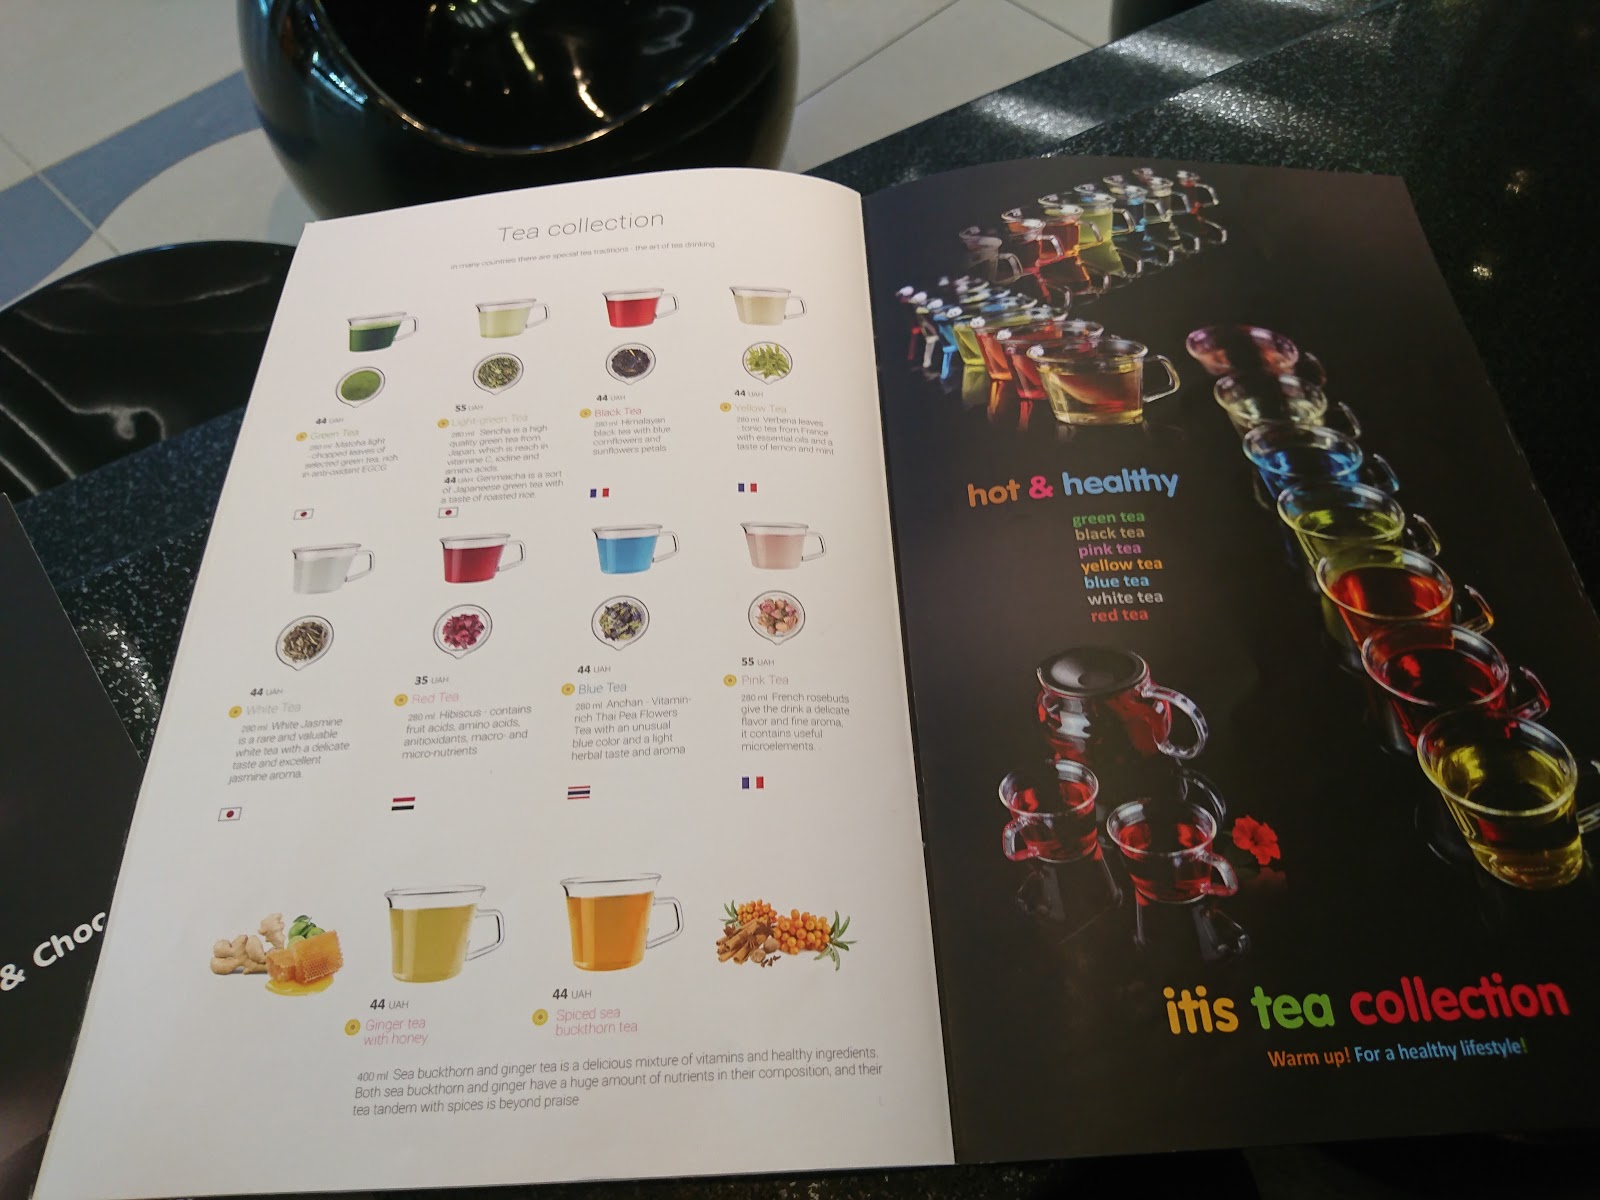 Tea collection
in many countries there are special tea traditions - the art of tea drinking
44 UAH
Green Tea
280 ml Matcha light
- chopped leaves of
selected green tea, rich
in antioxidant EGCG
55 UAH
Light-green Tea
280 ml Sencha is a high
quality green tea from
Japan, which is reach in
vitamine C, iodine and
amino acids.
44 UAH Genmaicha is a sort
of Japaneese green tea with
a taste of roasted rice.
44 UAH
Black Tea
280 ml Himalayan
black tea with blue
cornflowers and
sunflowers petals
44 UAH
Yellow Tea
280 ml Verbena leaves
- tonic tea from France
with essential oils and a
taste of lemon and mint
44 UAH
White Tea
280 ml White Jasmine
is a rare and valuable
white tea with a delicate
taste and excellent
jasmine aroma.
35 UAH
Red Tea
280 ml Hibiscus - contains
fruit acids, amino acids,
anitioxidants, macro- and
micro-nutrients
44 UAH
Blue Tea
280 ml Anchan - Vitamin-
rich Thai Pea Flowers
Tea with an unusual
blue color and a light
herbal taste and aroma
55 UAH
Pink Tea
280 ml French rosebuds
give the drink a delicate
flavor and fine aroma,
it contains useful
microelements.
44 UAH
Ginger tea
with honey
44 UAH
Spiced sea
buckthorn tea
400 ml Sea buckthorn and ginger tea is a delicious mixture of vitamins and healthy ingredients.
Both sea buckthorn and ginger have a huge amount of nutrients in their composition, and their
tea tandem with spices is beyond praise
hot & healthy
green tea
black tea
pink tea
yellow tea
blue tea
white tea
red tea
itis tea collection
Warm up! For a healthy lifestyle!
& Choc